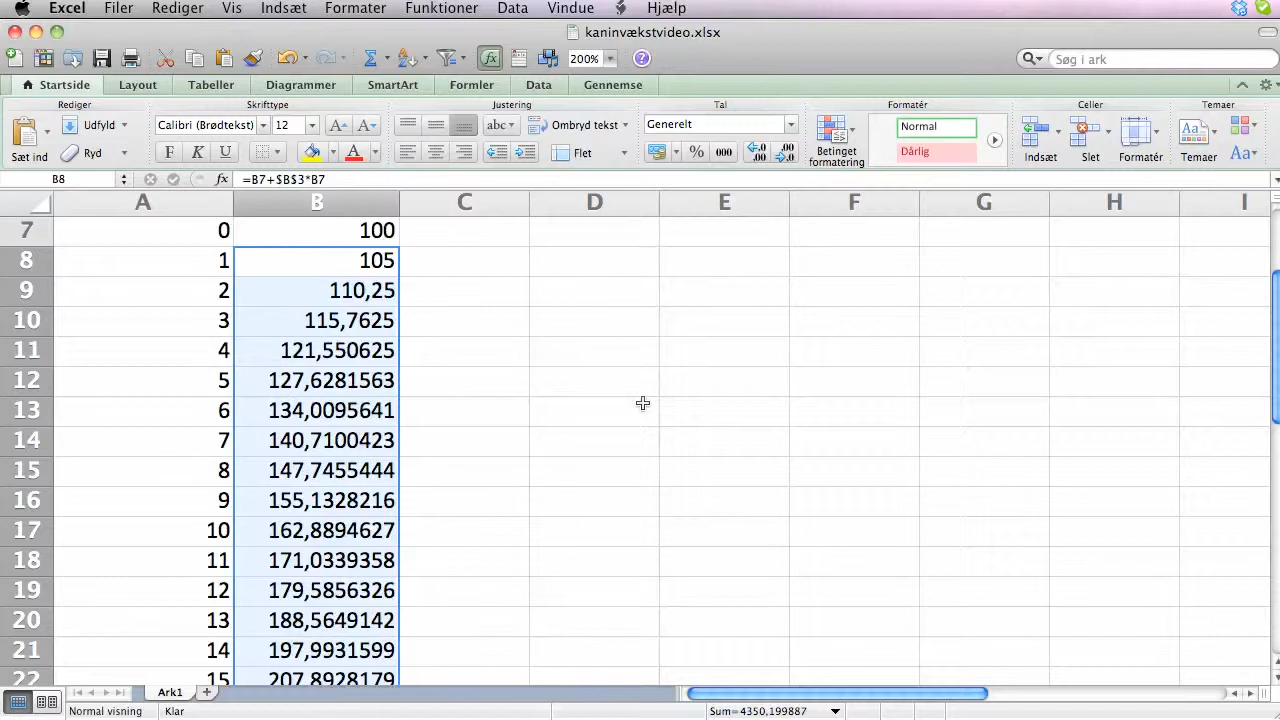 Excel Filer Rediger Vis Indsæt Formater Funktioner Data Vindue Hjælp
kaninvækstvideo.xlsx
200% Søg i ark
Startside Layout Tabeller Diagrammer SmartArt Formler Data Gennemse
Rediger Skrifttype Justering Tal Formatér Celler Temaer
Udfyld Calibri (Brødtekst) 12 A A abc Ombryd tekst Generelt Normal
Sæt ind Ryd F K U A Flet % 000 Betinget formatering Dårlig Indsæt Slet Formatér Temaer Aa
B8 fx =B7+$B$3*B7
A B C D E F G H I
7 0 100
8 1 105
9 2 110,25
10 3 115,7625
11 4 121,550625
12 5 127,6281563
13 6 134,0095641
14 7 140,7100423
15 8 147,7455444
16 9 155,1328216
17 10 162,8894627
18 11 171,0339358
19 12 179,5856326
20 13 188,5649142
21 14 197,9931599
22 15 207,8928179
Ark1
Normal visning Klar Sum=4350,199887